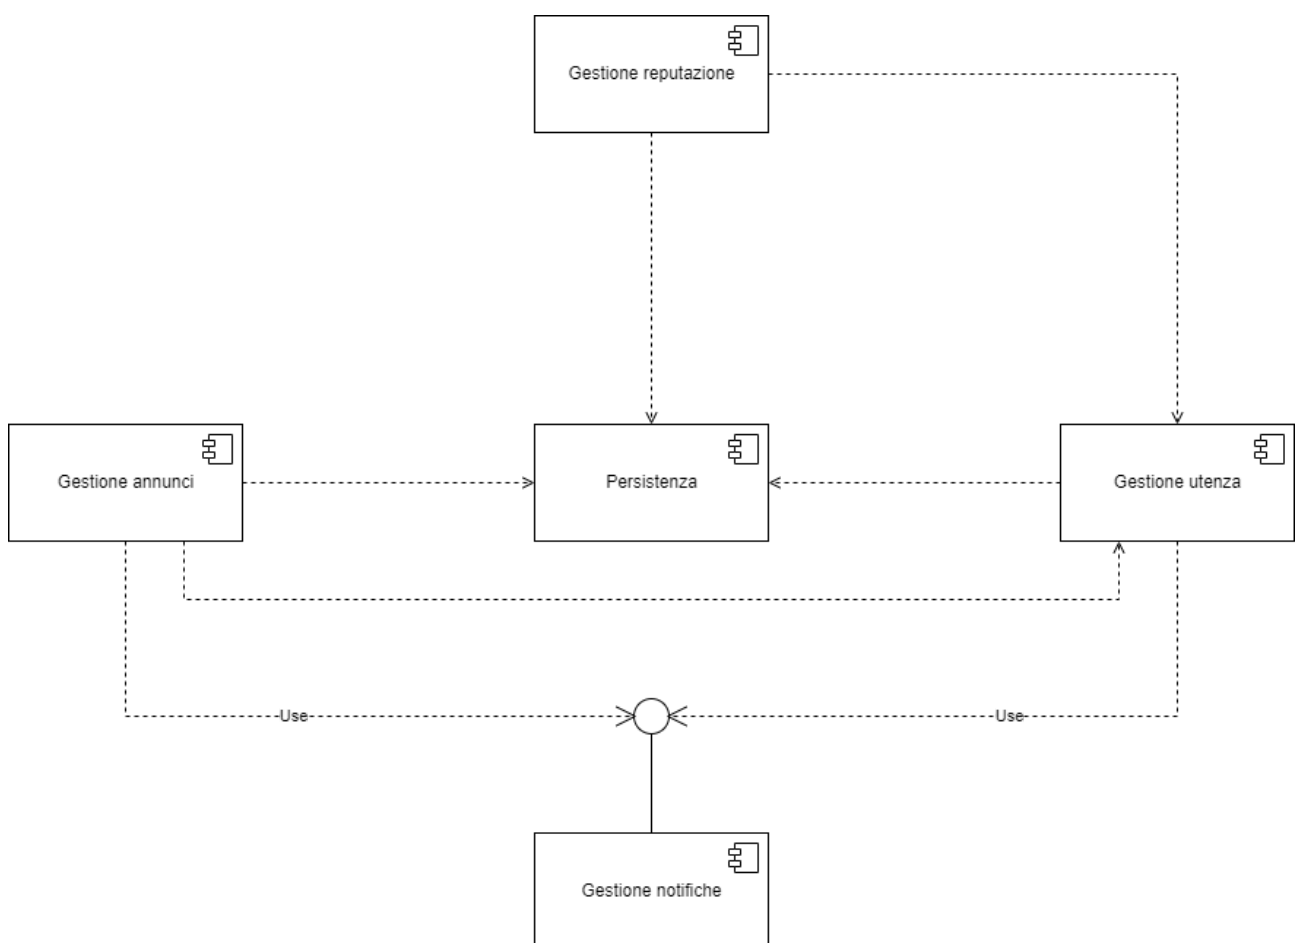 Gestione reputazione
Gestione annunci
Persistenza
Gestione utenza
Use
Use
Gestione notifiche